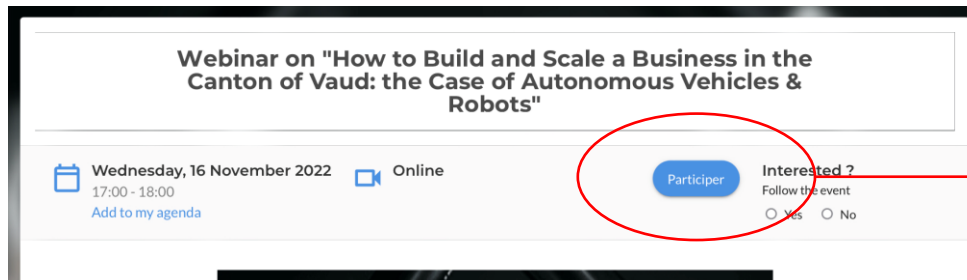 Webinar on "How to Build and Scale a Business in the
Canton of Vaud: the Case of Autonomous Vehicles &
Robots"
Wednesday, 16 November 2022
17:00 - 18:00
Add to my agenda
Online
Participer
Interested ?
Follow the event
Yes No